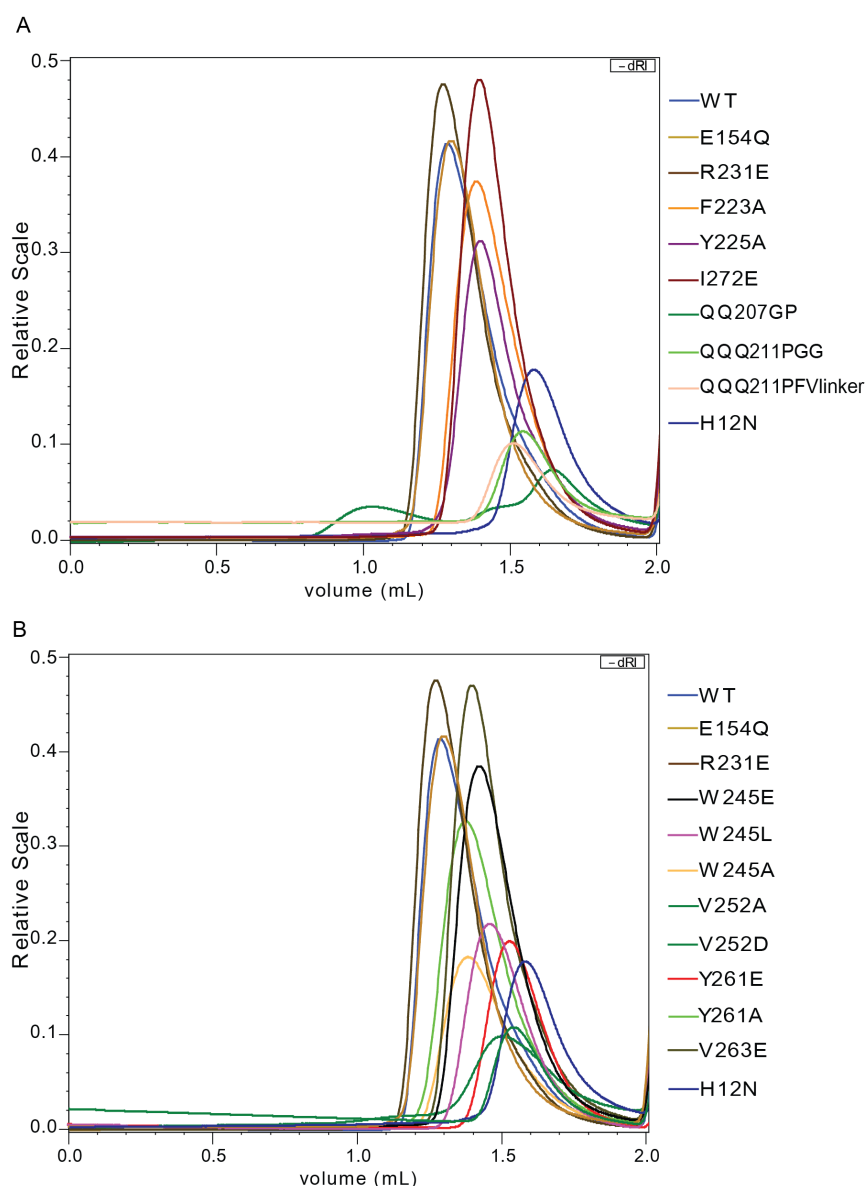 A
0.5
0.4
0.3
0.2
0.1
0.0
Relative Scale
– dRI
0.0 0.5 1.0 1.5 2.0
volume (mL)
WT
E154Q
R231E
F223A
Y225A
I272E
QQ207GP
QQQ211PGG
QQQ211PFVlinker
H12N
B
0.5
0.4
0.3
0.2
0.1
0.0
Relative Scale
– dRI
0.0 0.5 1.0 1.5 2.0
volume (mL)
WT
E154Q
R231E
W245E
W245L
W245A
V252A
V252D
Y261E
Y261A
V263E
H12N